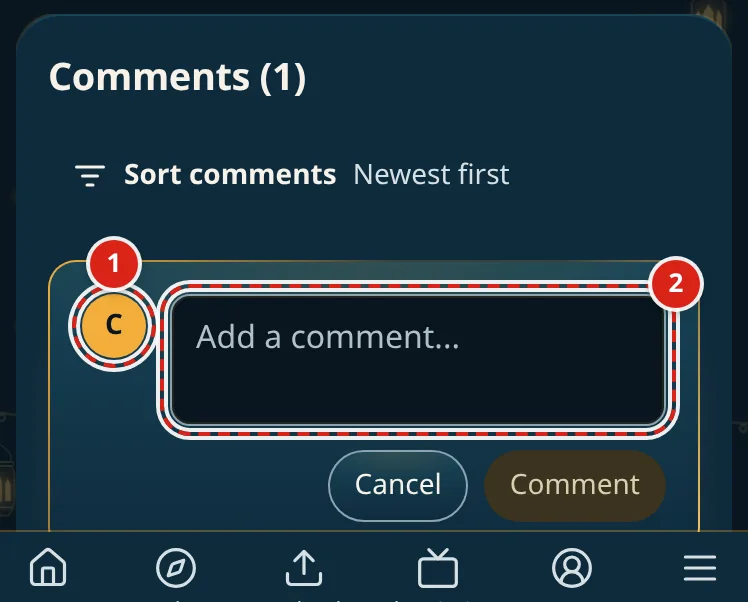 Comments (1)
Sort comments Newest first
1
2
C
Add a comment...
Cancel Comment